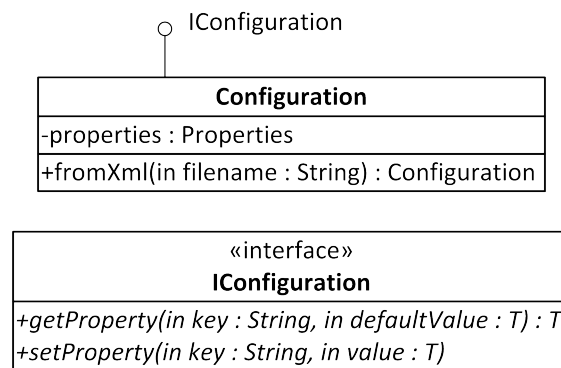 IConfiguration
Configuration
-properties : Properties
+fromXml(in filename : String) : Configuration
«interface»
IConfiguration
+getProperty(in key : String, in defaultValue : T) : T
+setProperty(in key : String, in value : T)